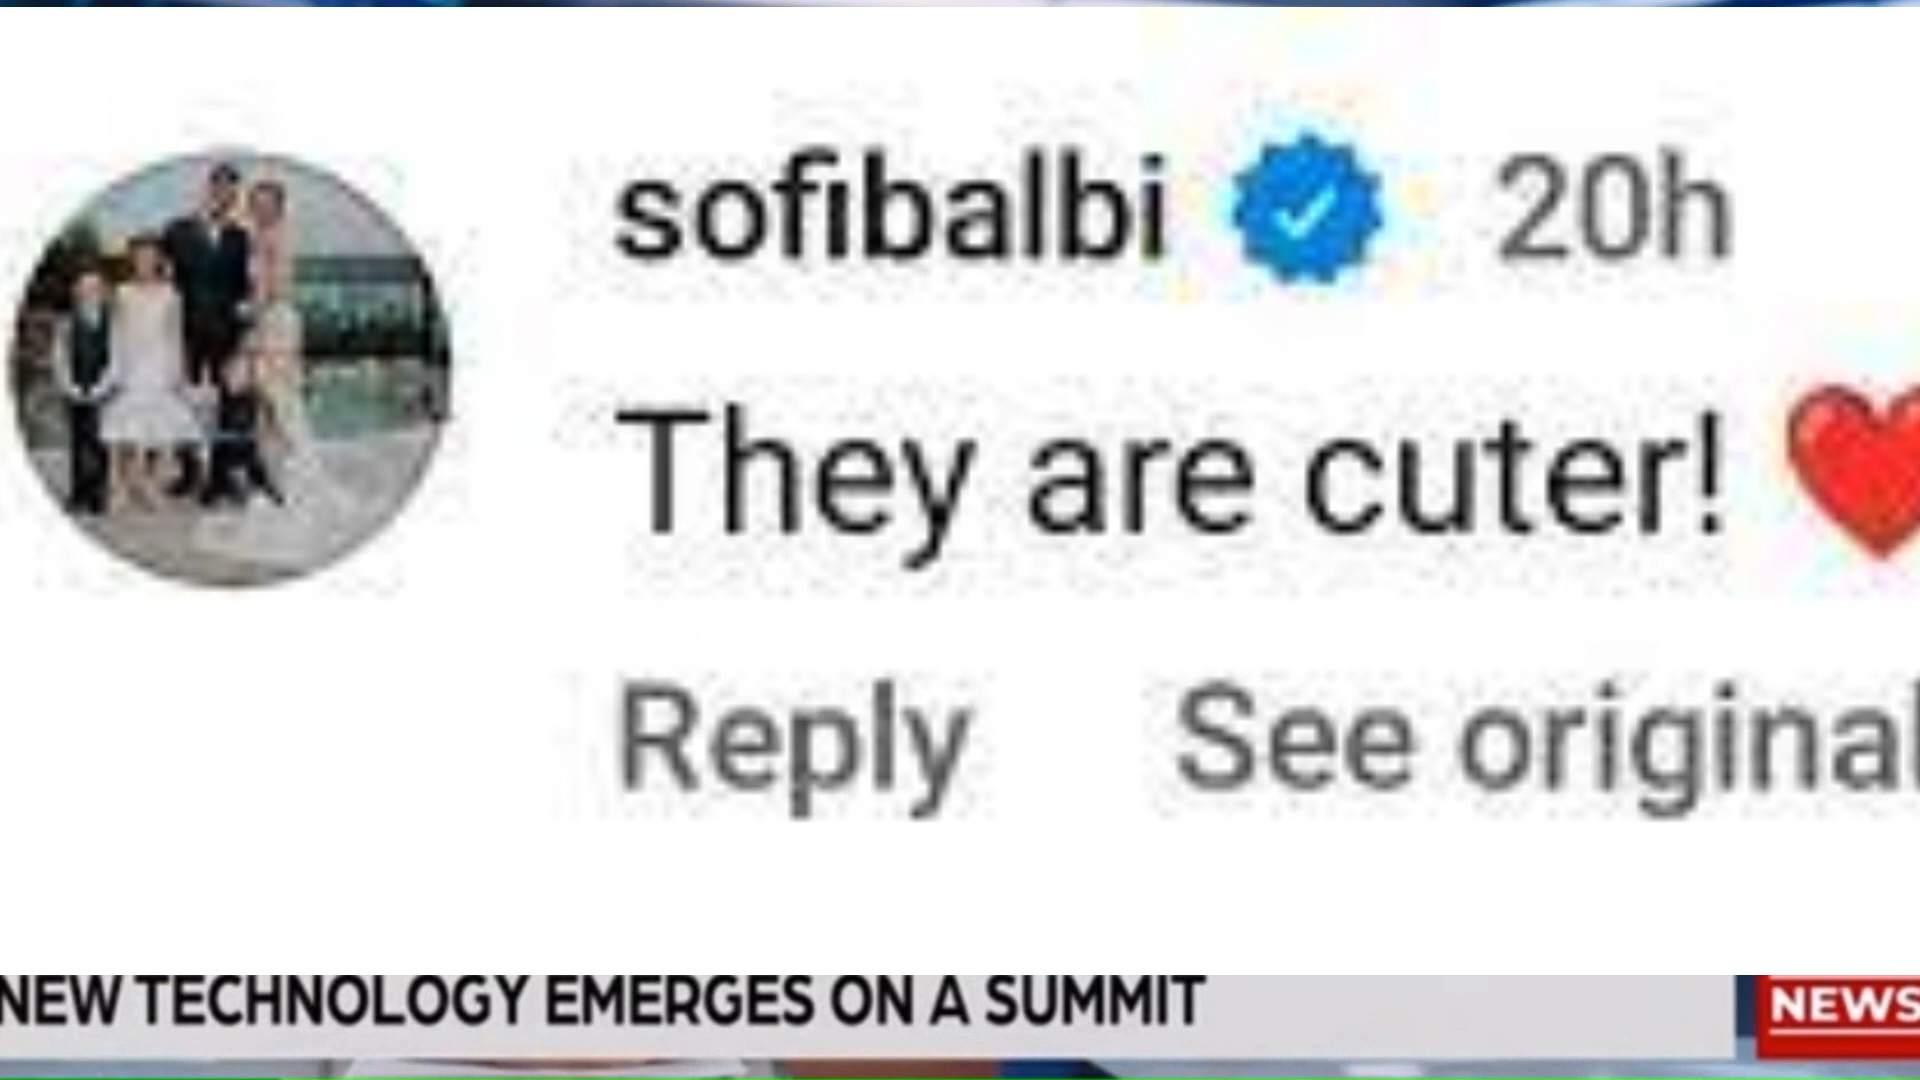 sofibalbi 20h
They are cuter! ❤
Reply See original
NEW TECHNOLOGY EMERGES ON A SUMMIT
NEWS